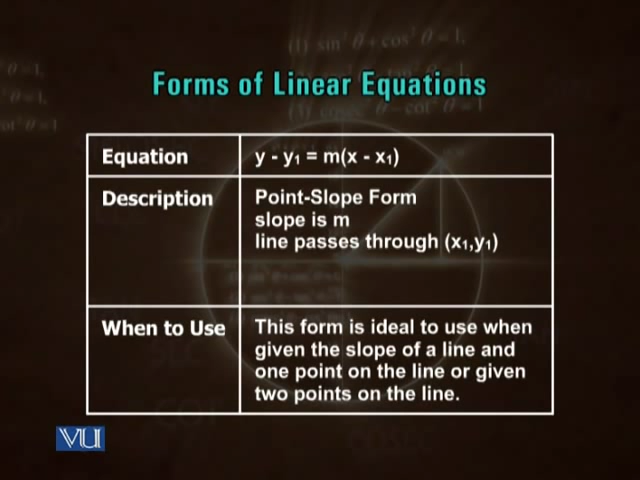 Forms of Linear Equations
Equation
y - y₁ = m(x - x₁)
Description
Point-Slope Form
slope is m
line passes through (x₁,y₁)
When to Use
This form is ideal to use when
given the slope of a line and
one point on the line or given
two points on the line.
VU
COT
COSEC